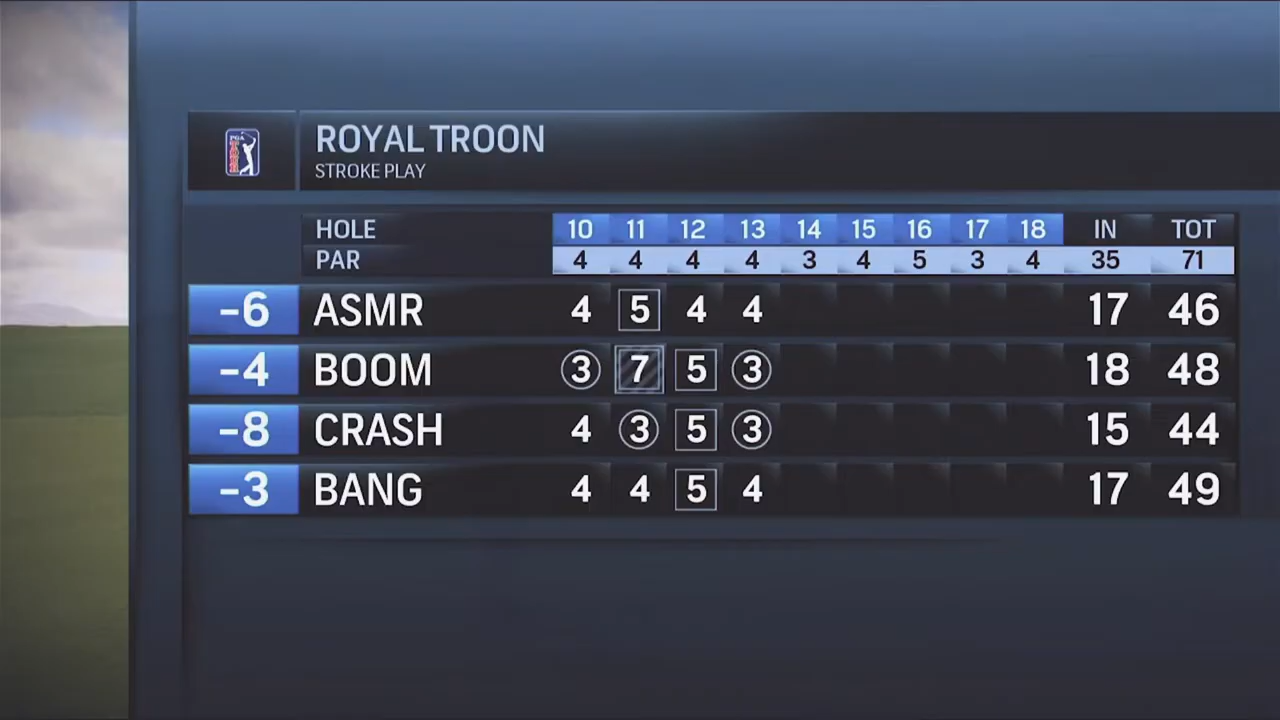 PGA TOUR
ROYAL TROON
STROKE PLAY
HOLE 10 11 12 13 14 15 16 17 18 IN TOT
PAR 4 4 4 4 3 4 5 3 4 35 71
-6 ASMR 4 5 4 4 17 46
-4 BOOM 3 7 5 3 18 48
-8 CRASH 4 3 5 3 15 44
-3 BANG 4 4 5 4 17 49